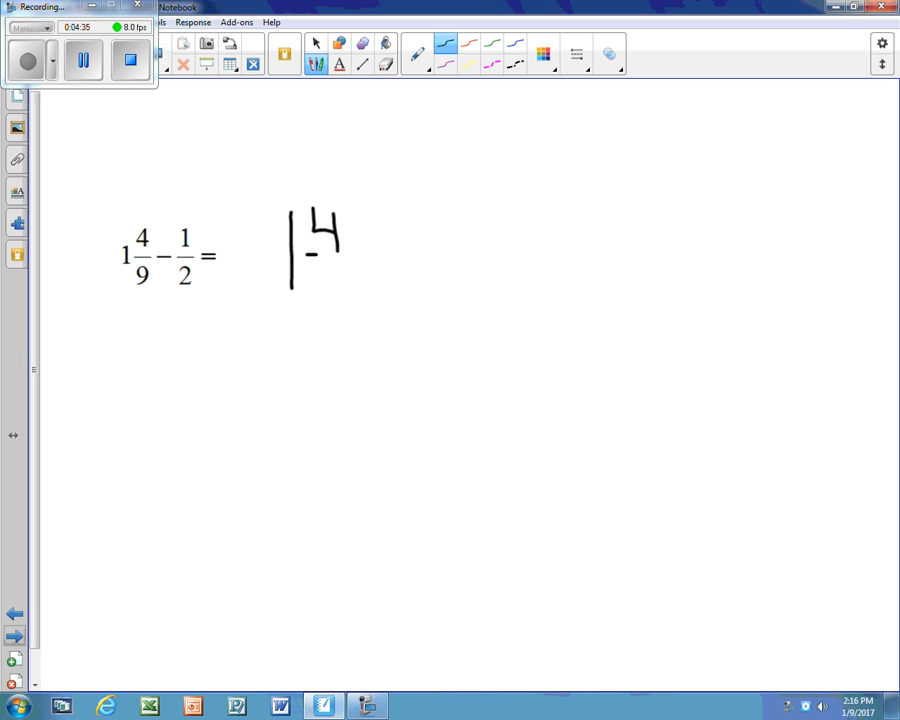 Recording...
Notebook
Menu
0:04:35
8.0 fps
ols Response Add-ons Help
1 4/9 − 1/2 =
1 4
-
2:16 PM
1/9/2017